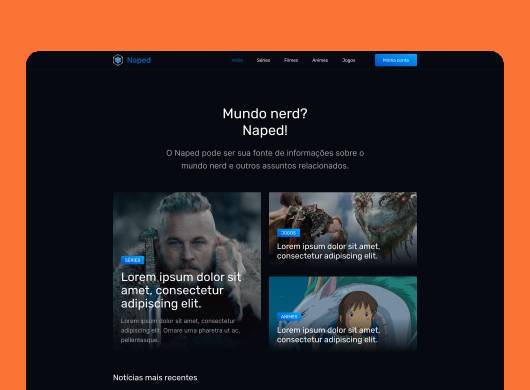 Naped
Início
Séries
Filmes
Animes
Jogos
Minha conta
Mundo nerd?
Naped!
O Naped pode ser sua fonte de informações sobre o
mundo nerd e outros assuntos relacionados.
SÉRIES
Lorem ipsum dolor sit
amet, consectetur
adipiscing elit.
Lorem ipsum dolor sit amet, consectetur
adipiscing elit. Ornare urna pharetra ut ac,
pellentesque.
JOGOS
Lorem ipsum dolor sit amet,
consectetur adipiscing elit.
ANIMES
Lorem ipsum dolor sit amet,
consectetur adipiscing elit.
Notícias mais recentes